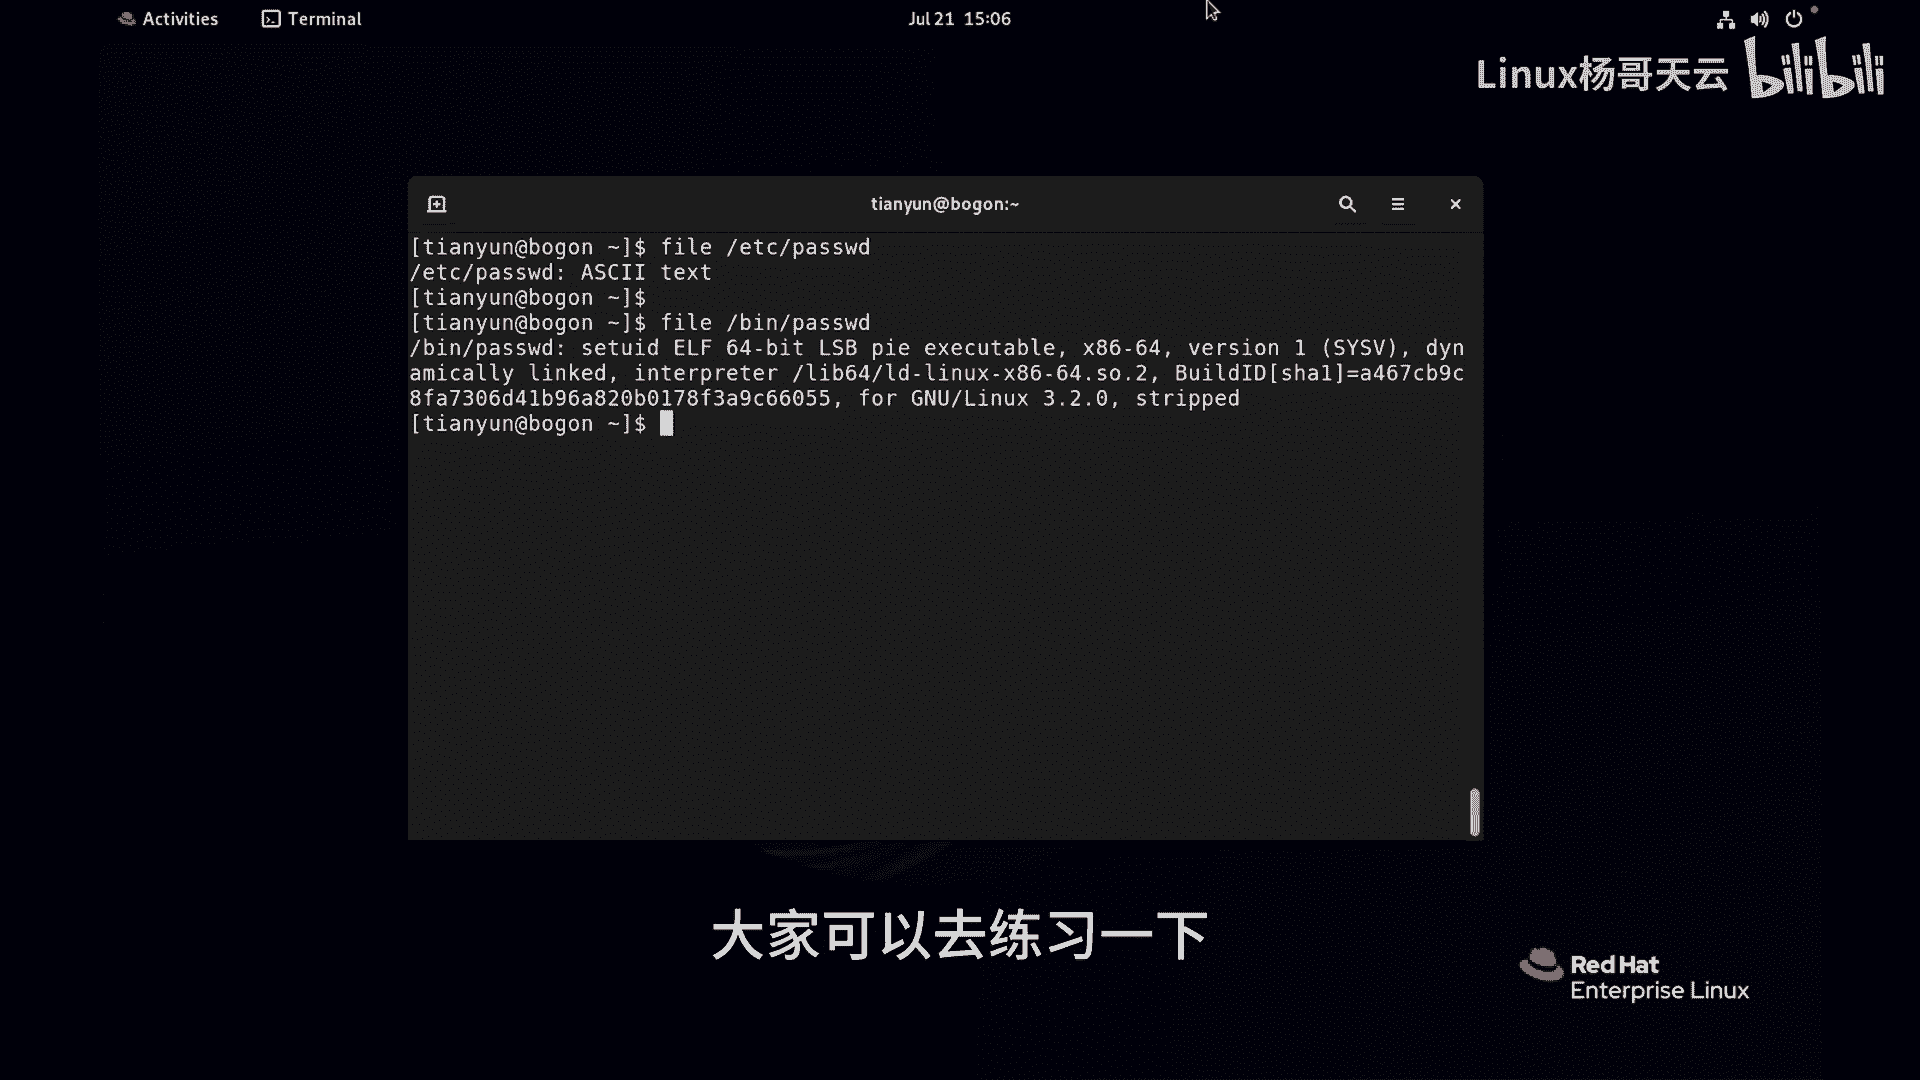 Activities
Terminal
Jul 21 15:06
Linux杨哥天云 bilibili
tianyun@bogon:~
[tianyun@bogon ~]$ file /etc/passwd
/etc/passwd: ASCII text
[tianyun@bogon ~]$
[tianyun@bogon ~]$ file /bin/passwd
/bin/passwd: setuid ELF 64-bit LSB pie executable, x86-64, version 1 (SYSV), dyn
amically linked, interpreter /lib64/ld-linux-x86-64.so.2, BuildID[sha1]=a467cb9c
8fa7306d41b96a820b0178f3a9c66055, for GNU/Linux 3.2.0, stripped
[tianyun@bogon ~]$
大家可以去练习一下
Red Hat
Enterprise Linux